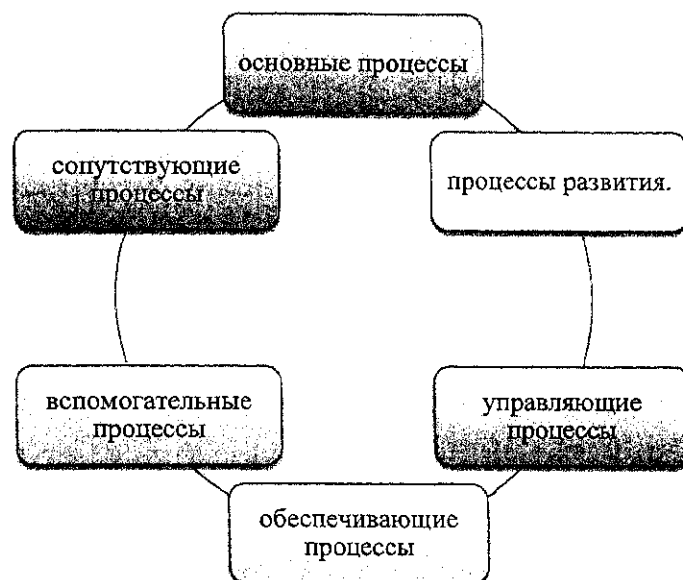 основные процессы
сопутствующие
процессы
процессы развития.
вспомогательные
процессы
управляющие
процессы
обеспечивающие
процессы